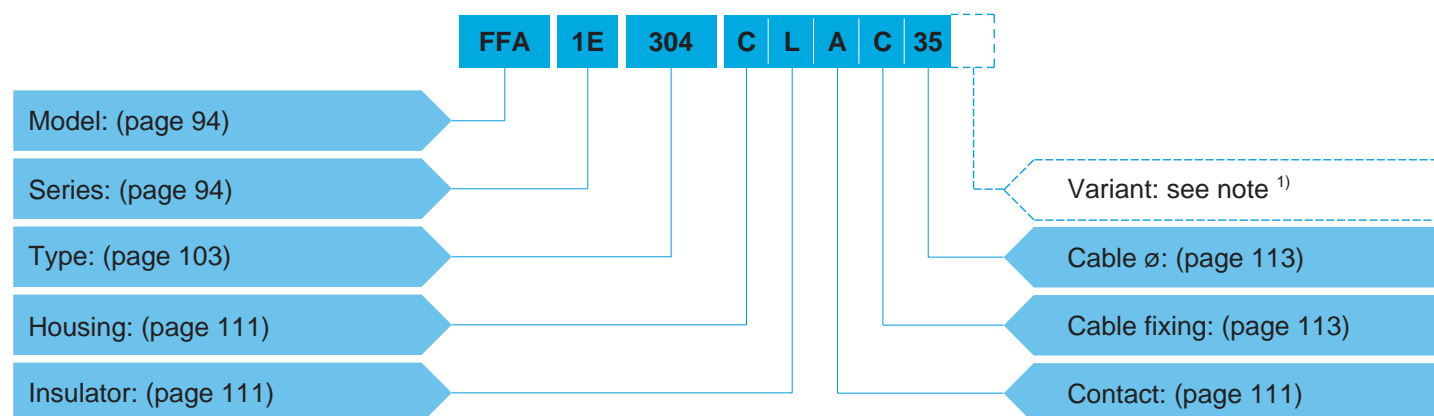 FFA 1E 304 C L A C 35
Model: (page 94)
Series: (page 94)
Type: (page 103)
Housing: (page 111)
Insulator: (page 111)
Variant: see note 1)
Cable ø: (page 113)
Cable fixing: (page 113)
Contact: (page 111)